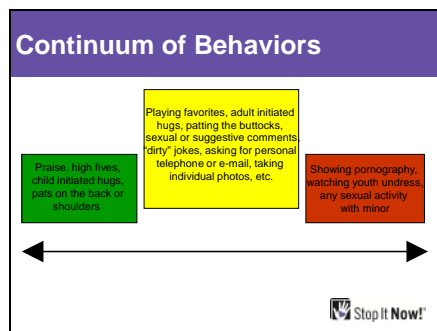 Continuum of Behaviors
Playing favorites, adult initiated
hugs, patting the buttocks,
sexual or suggestive comments,
“dirty” jokes, asking for personal
telephone or e-mail, taking
individual photos, etc.
Praise, high fives,
child initiated hugs,
pats on the back or
shoulders
Showing pornography,
watching youth undress,
any sexual activity
with minor
Stop It Now!